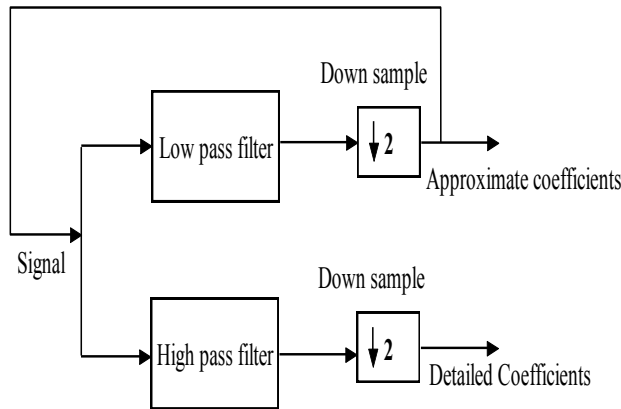 Down sample
Low pass filter
↓ 2
Approximate coefficients
Signal
Down sample
High pass filter
↓ 2
Detailed Coefficients